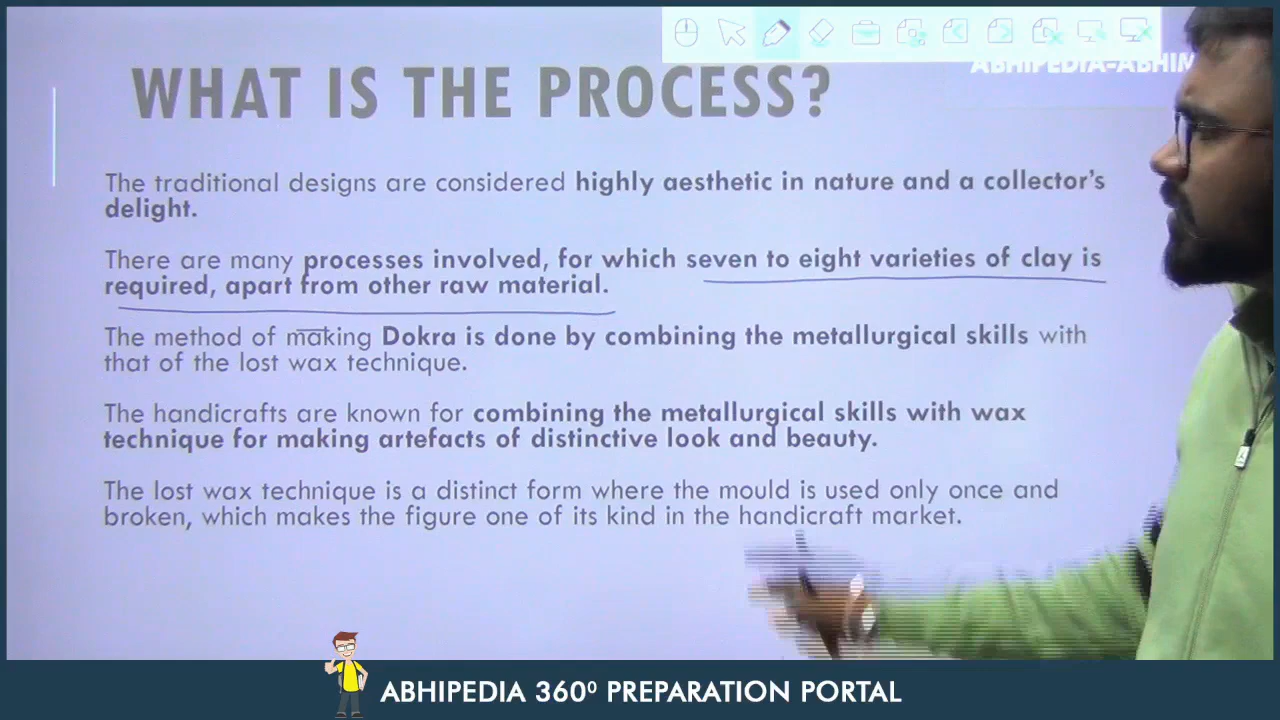 ABHIPEDIA-ABHIM
WHAT IS THE PROCESS?
The traditional designs are considered highly aesthetic in nature and a collector's
delight.
There are many processes involved, for which seven to eight varieties of clay is
required, apart from other raw material.
The method of making Dokra is done by combining the metallurgical skills with
that of the lost wax technique.
The handicrafts are known for combining the metallurgical skills with wax
technique for making artefacts of distinctive look and beauty.
The lost wax technique is a distinct form where the mould is used only once and
broken, which makes the figure one of its kind in the handicraft market.
ABHIPEDIA 360⁰ PREPARATION PORTAL